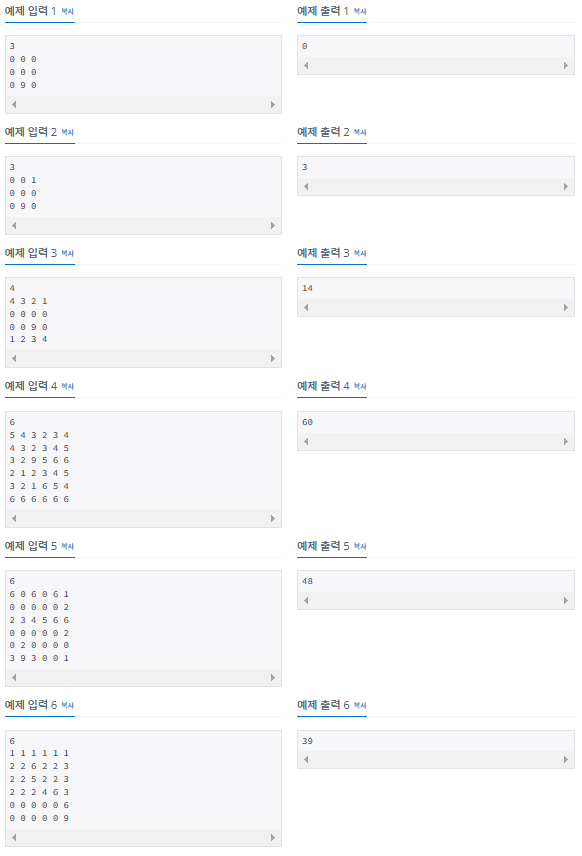 예제 입력 1 복사
3
0 0 0
0 0 0
0 9 0
예제 출력 1 복사
0
예제 입력 2 복사
3
0 0 1
0 0 0
0 9 0
예제 출력 2 복사
3
예제 입력 3 복사
4
4 3 2 1
0 0 0 0
0 0 9 0
1 2 3 4
예제 출력 3 복사
14
예제 입력 4 복사
6
5 4 3 2 3 4
4 3 2 3 4 5
3 2 9 5 6 6
2 1 2 3 4 5
3 2 1 6 5 4
6 6 6 6 6 6
예제 출력 4 복사
60
예제 입력 5 복사
6
6 0 6 0 6 1
0 0 0 0 0 2
2 3 4 5 6 6
0 0 0 0 0 2
0 2 0 0 0 0
3 9 3 0 0 1
예제 출력 5 복사
48
예제 입력 6 복사
6
1 1 1 1 1 1
2 2 6 2 2 3
2 2 5 2 2 3
2 2 2 4 6 3
0 0 0 0 0 6
0 0 0 0 0 9
예제 출력 6 복사
39